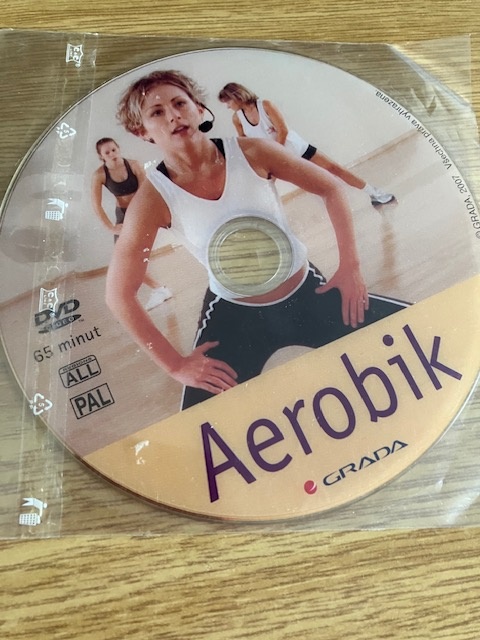 © GRADA, 2007 Všechna práva vyhrazena
DVD
VIDEO
65 minut
ALL
PAL
Aerobik
GRADA